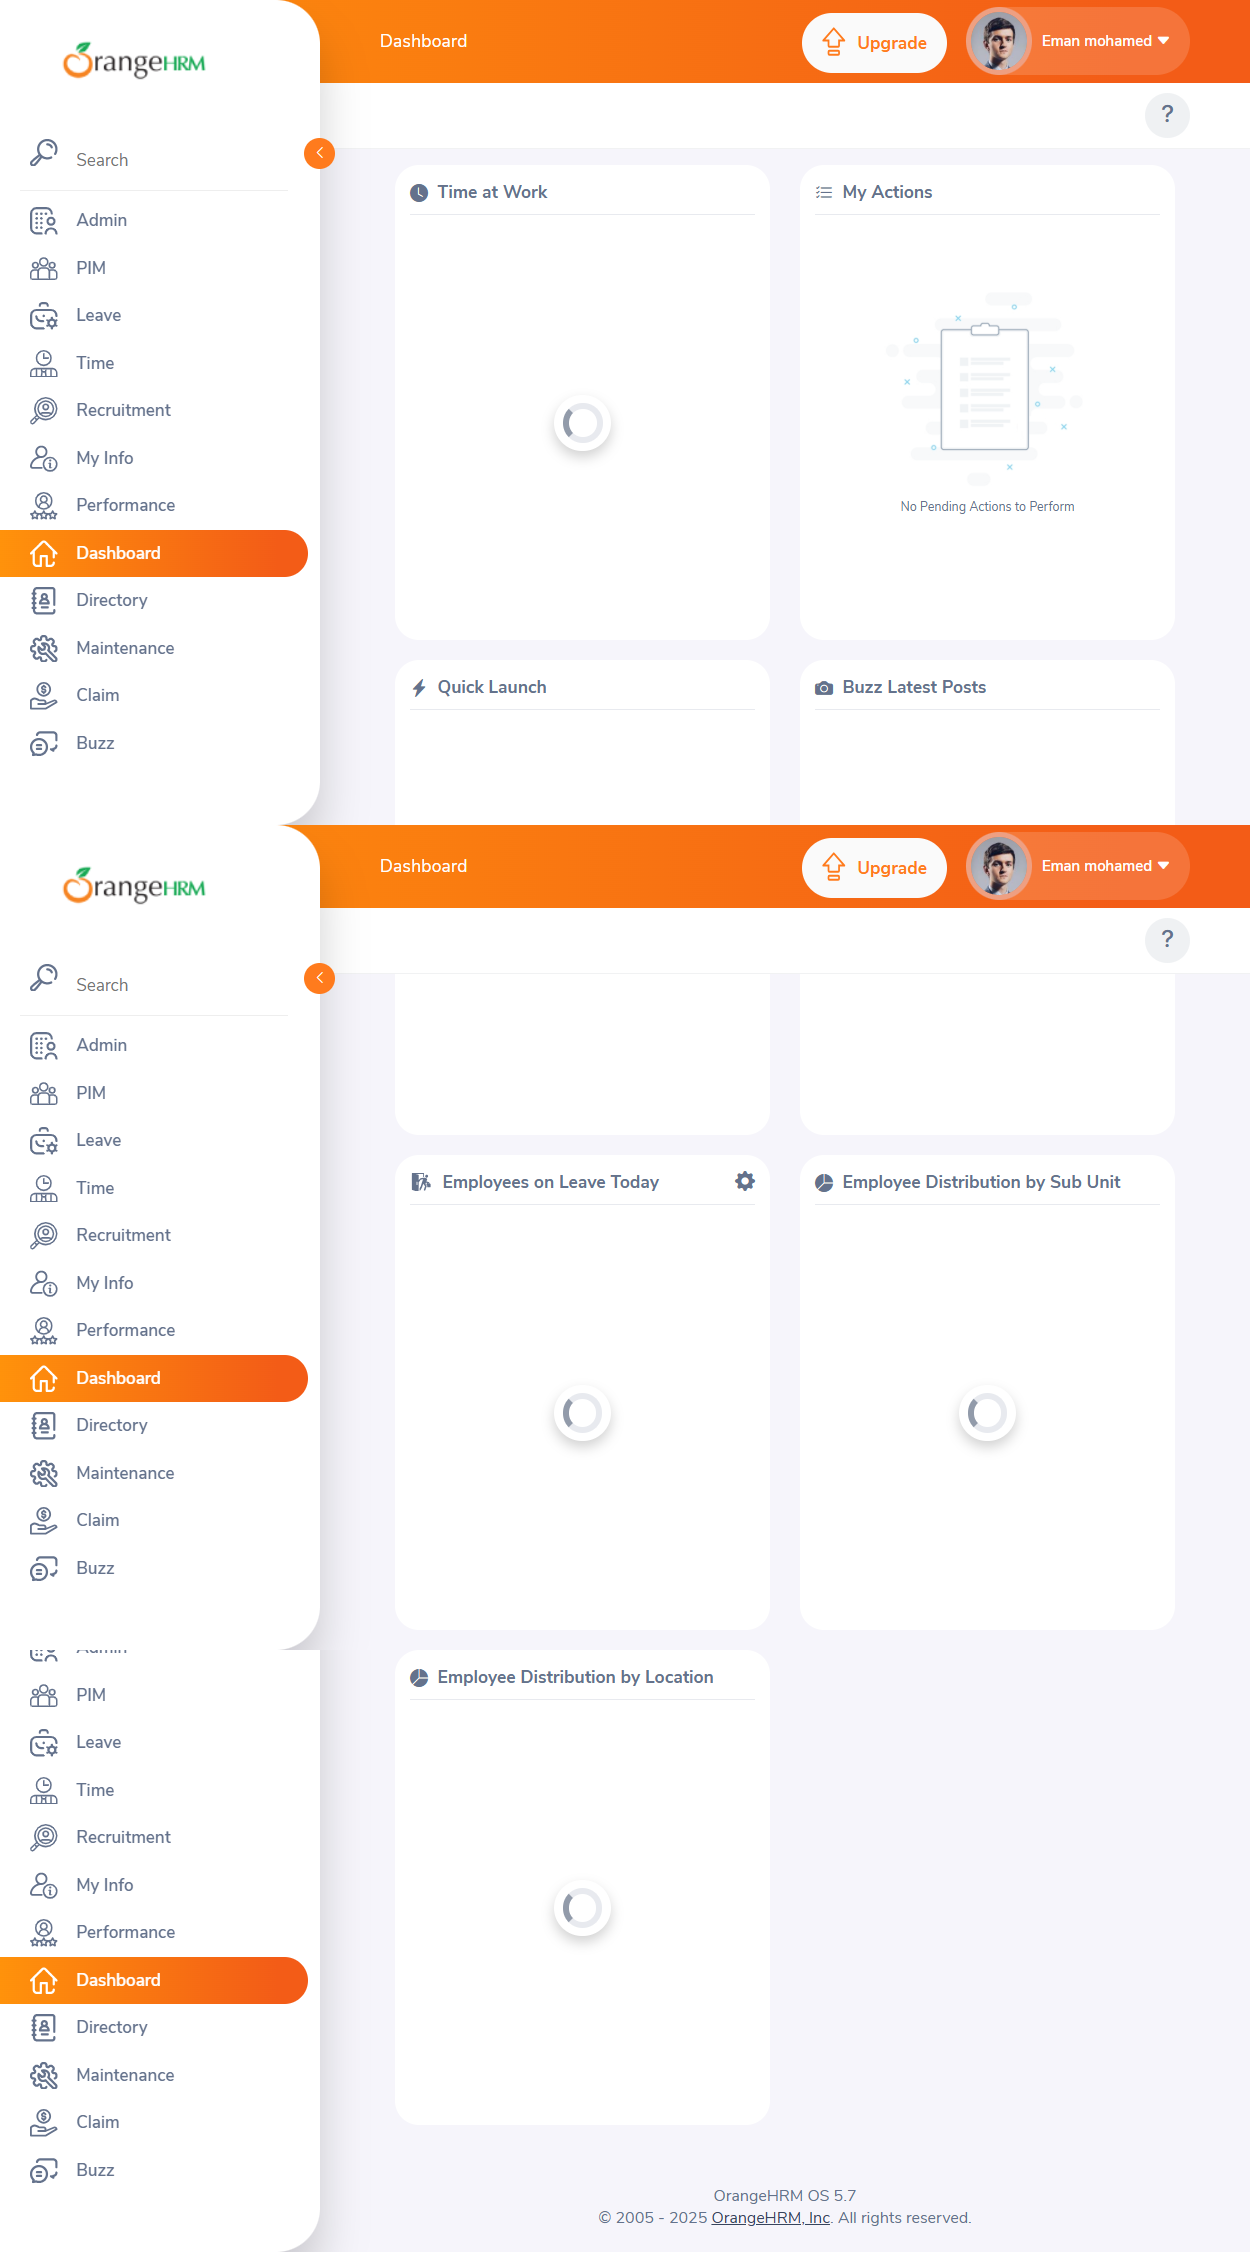 OrangeHRM
Dashboard
Upgrade
Eman mohamed
?
Search
Admin
PIM
Leave
Time
Recruitment
My Info
Performance
Dashboard
Directory
Maintenance
Claim
Buzz
Time at Work
My Actions
No Pending Actions to Perform
Quick Launch
Buzz Latest Posts
OrangeHRM
Dashboard
Upgrade
Eman mohamed
?
Search
Admin
PIM
Leave
Time
Recruitment
My Info
Performance
Dashboard
Directory
Maintenance
Claim
Buzz
Employees on Leave Today
Employee Distribution by Sub Unit
Admin
PIM
Leave
Time
Recruitment
My Info
Performance
Dashboard
Directory
Maintenance
Claim
Buzz
Employee Distribution by Location
OrangeHRM OS 5.7
© 2005 - 2025 OrangeHRM, Inc. All rights reserved.